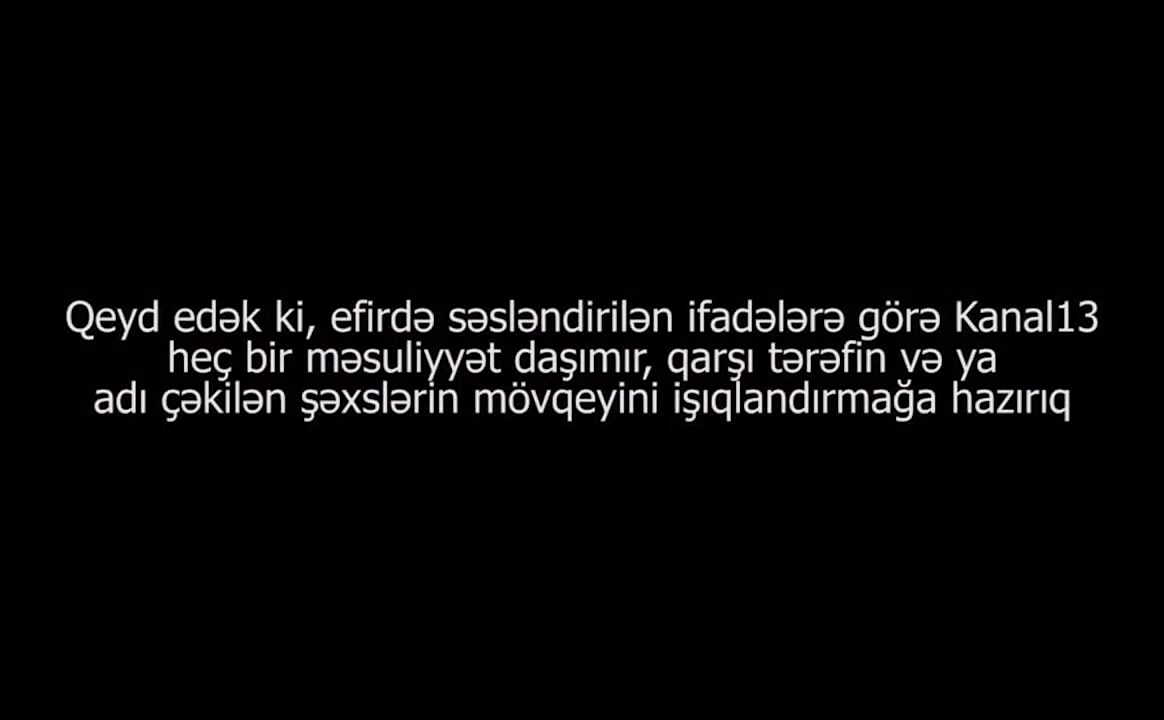 Qeyd edək ki, efirdə səsləndirilən ifadələrə görə Kanal13
heç bir məsuliyyət daşımır, qarşı tərəfin və ya
adı çəkilən şəxslərin mövqeyini işıqlandırmağa hazırıq